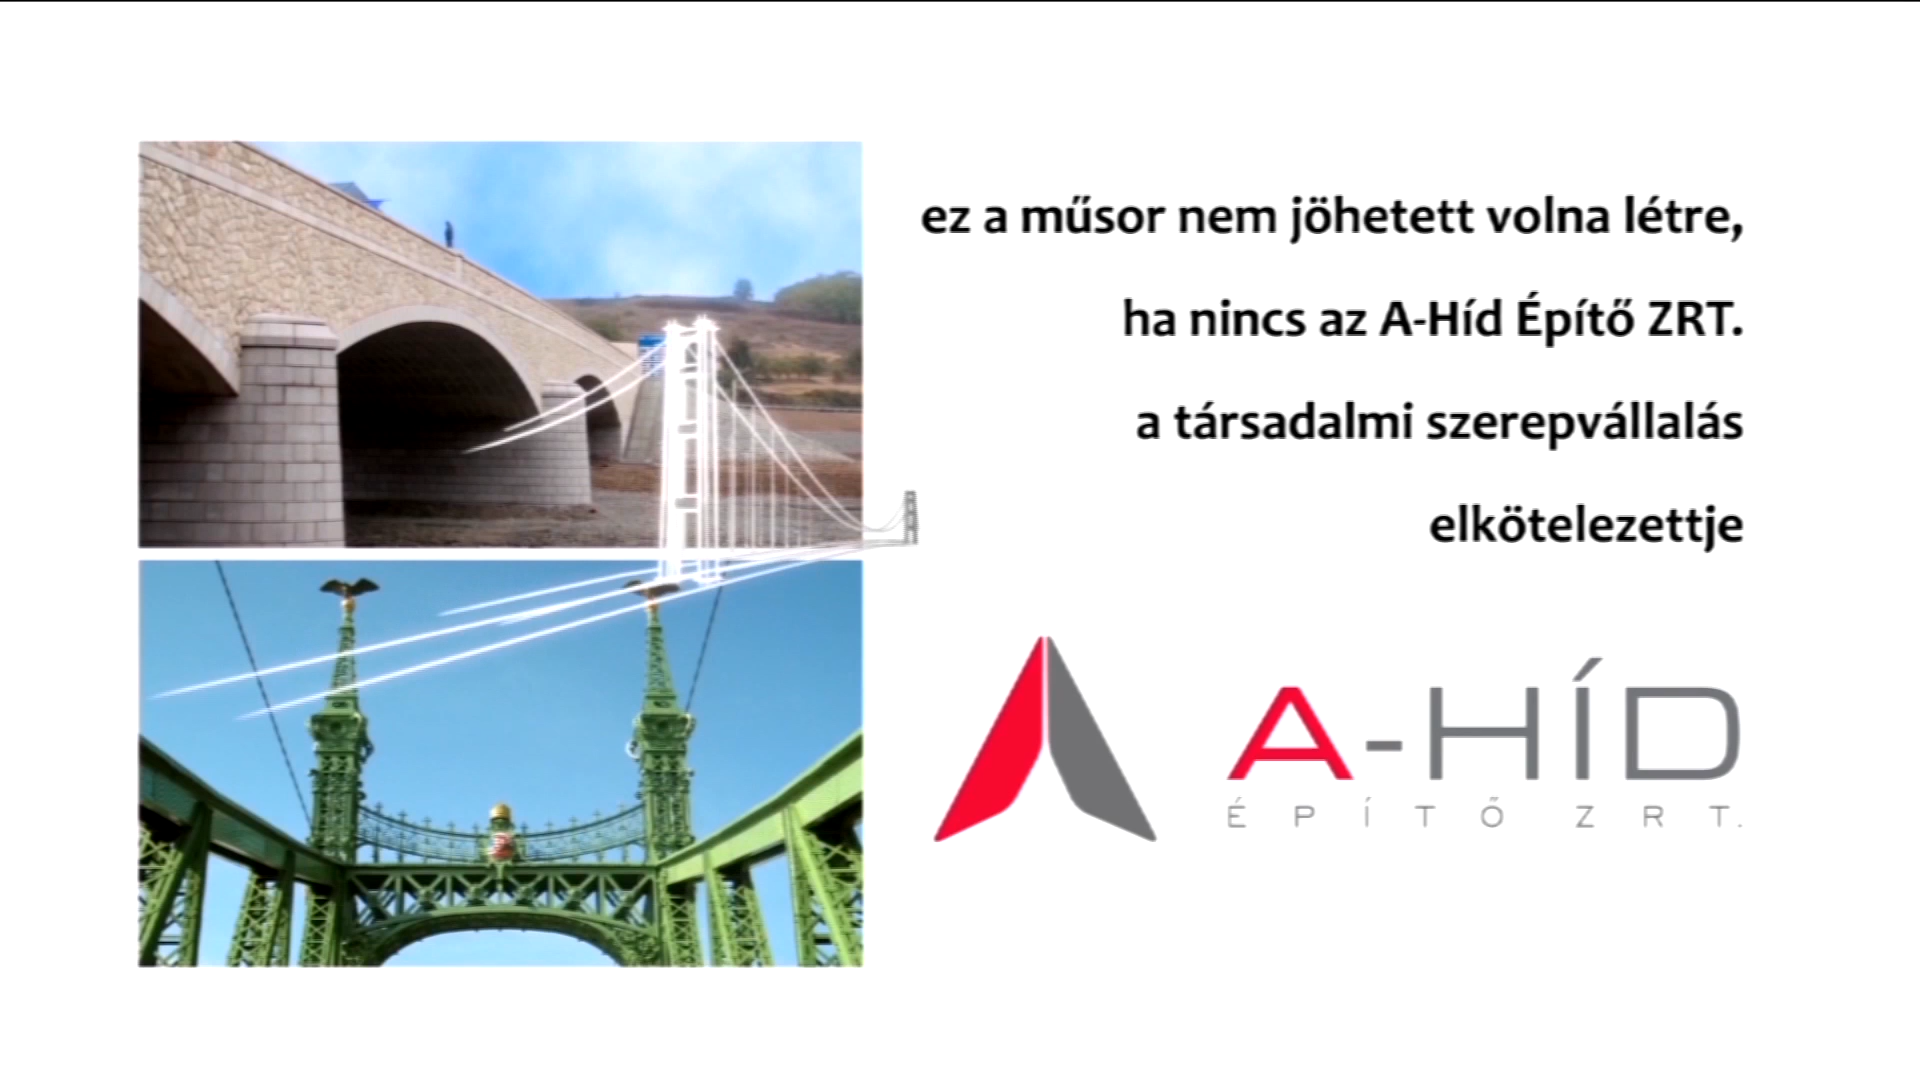 ez a műsor nem jöhetett volna létre,
ha nincs az A-Híd Építő ZRT.
a társadalmi szerepvállalás
elkötelezettje
A-HÍD
ÉPÍTŐ ZRT.